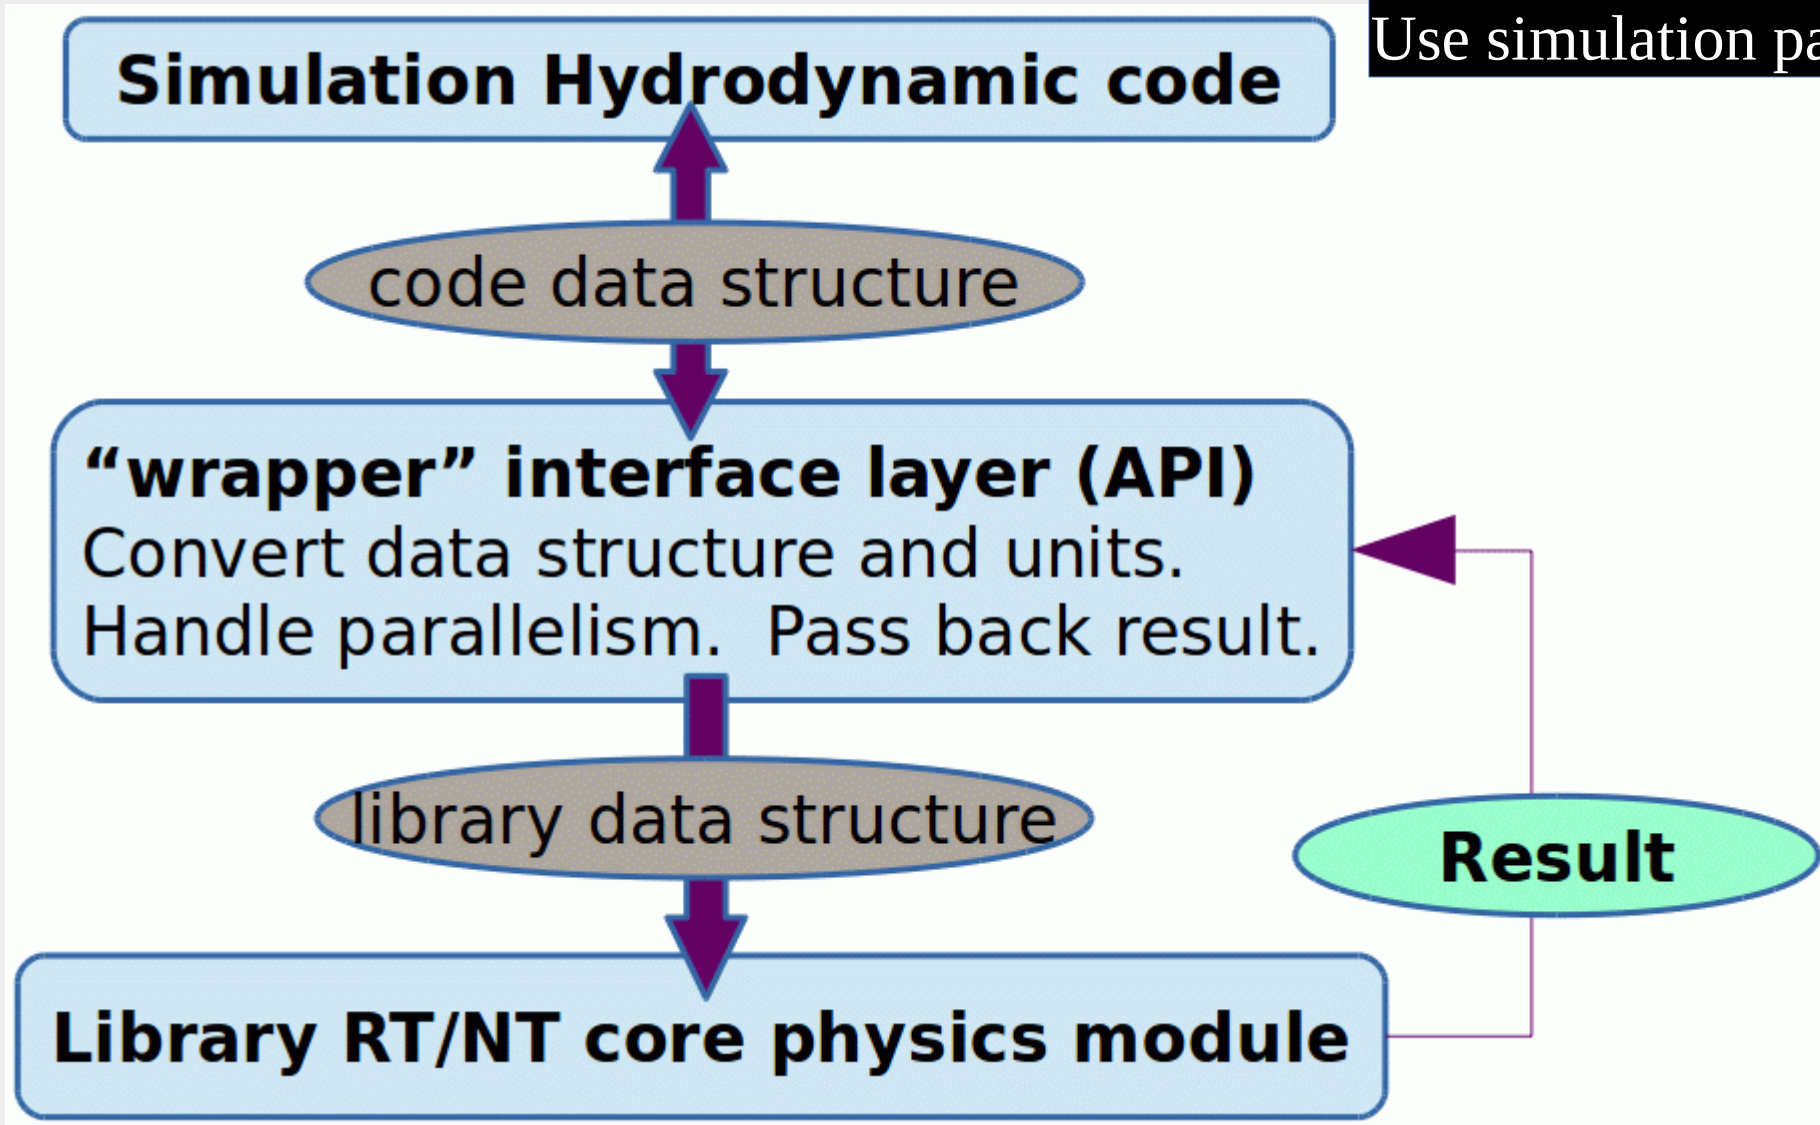 Use simulation pa
Simulation Hydrodynamic code
code data structure
“wrapper” interface layer (API)
Convert data structure and units.
Handle parallelism.  Pass back result.
library data structure
Result
Library RT/NT core physics module